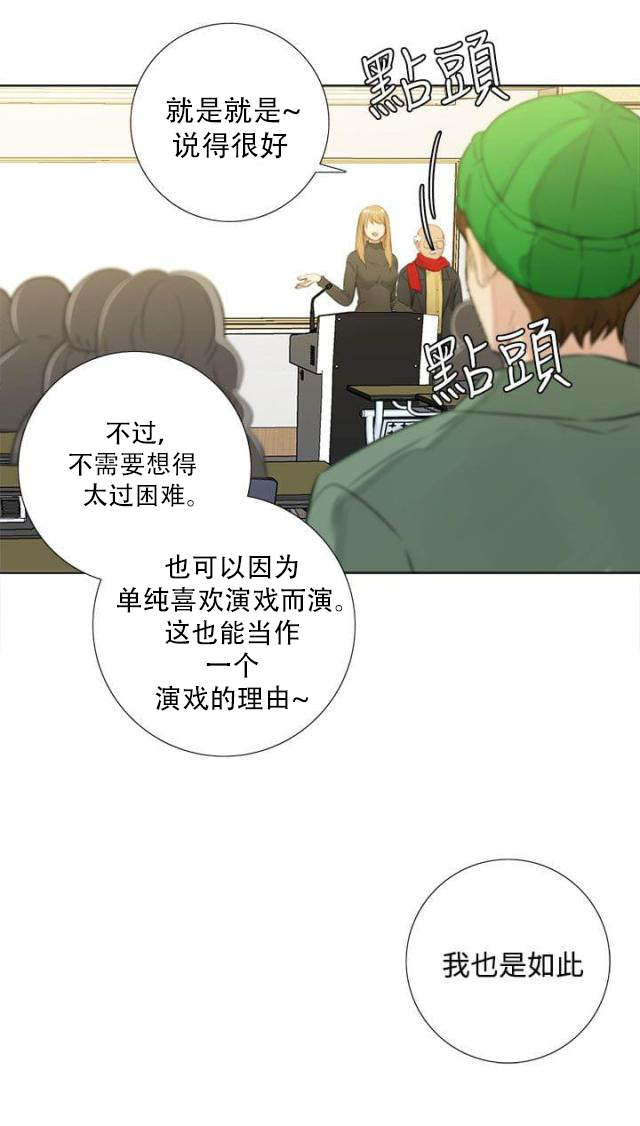 就是就是~
说得很好
點頭
點頭
不过,
不需要想得
太过困难。
也可以因为
单纯喜欢演戏而演。
这也能当作
一个
演戏的理由~
我也是如此